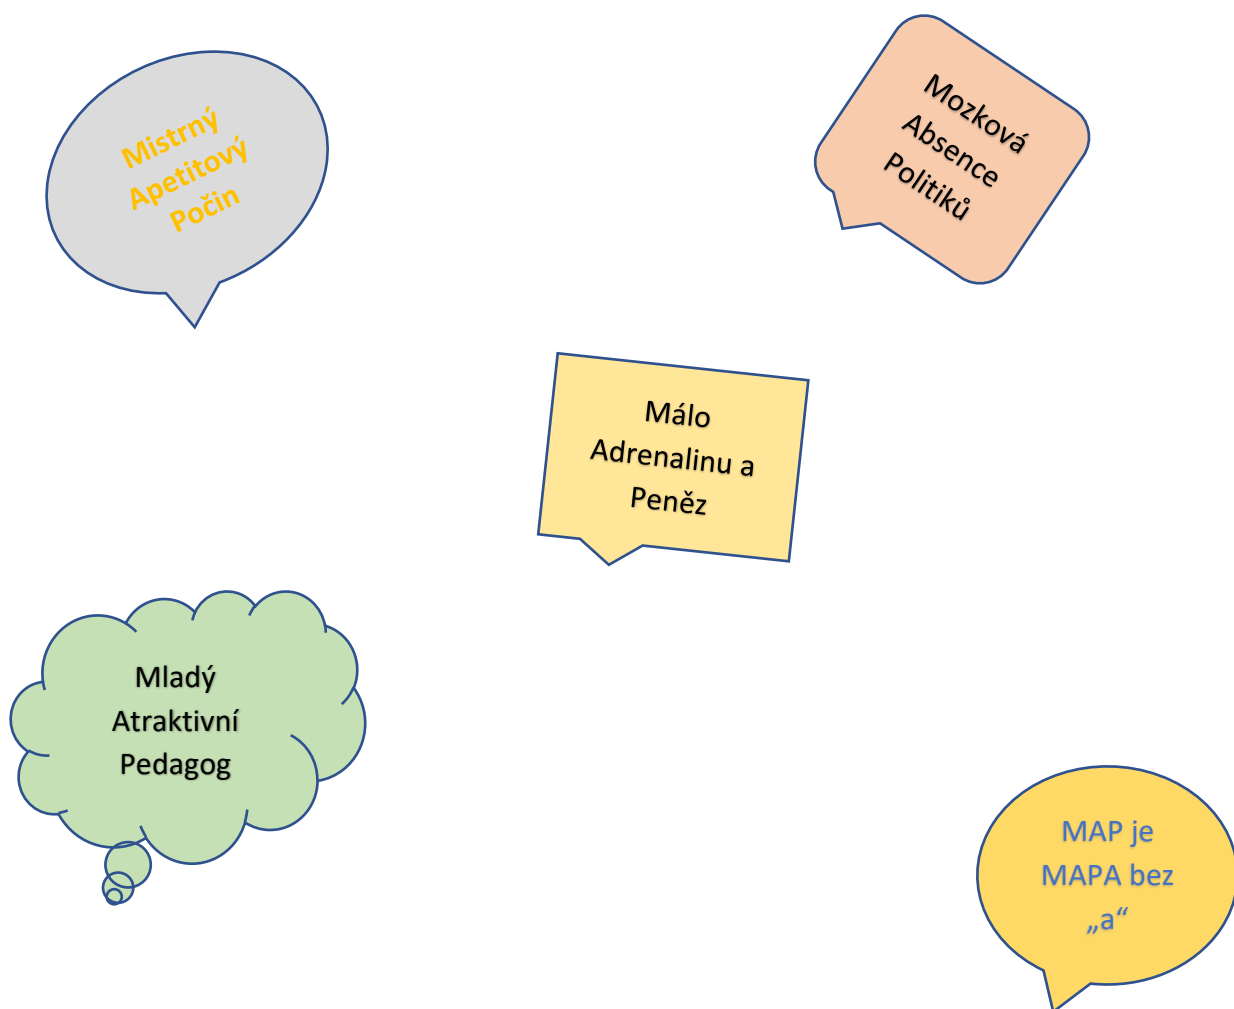 Mistrný
Apetitový
Počin
Mozková
Absence
Politiků
Málo
Adrenalinu a
Peněz
Mladý
Atraktivní
Pedagog
MAP je
MAPA bez
„a“